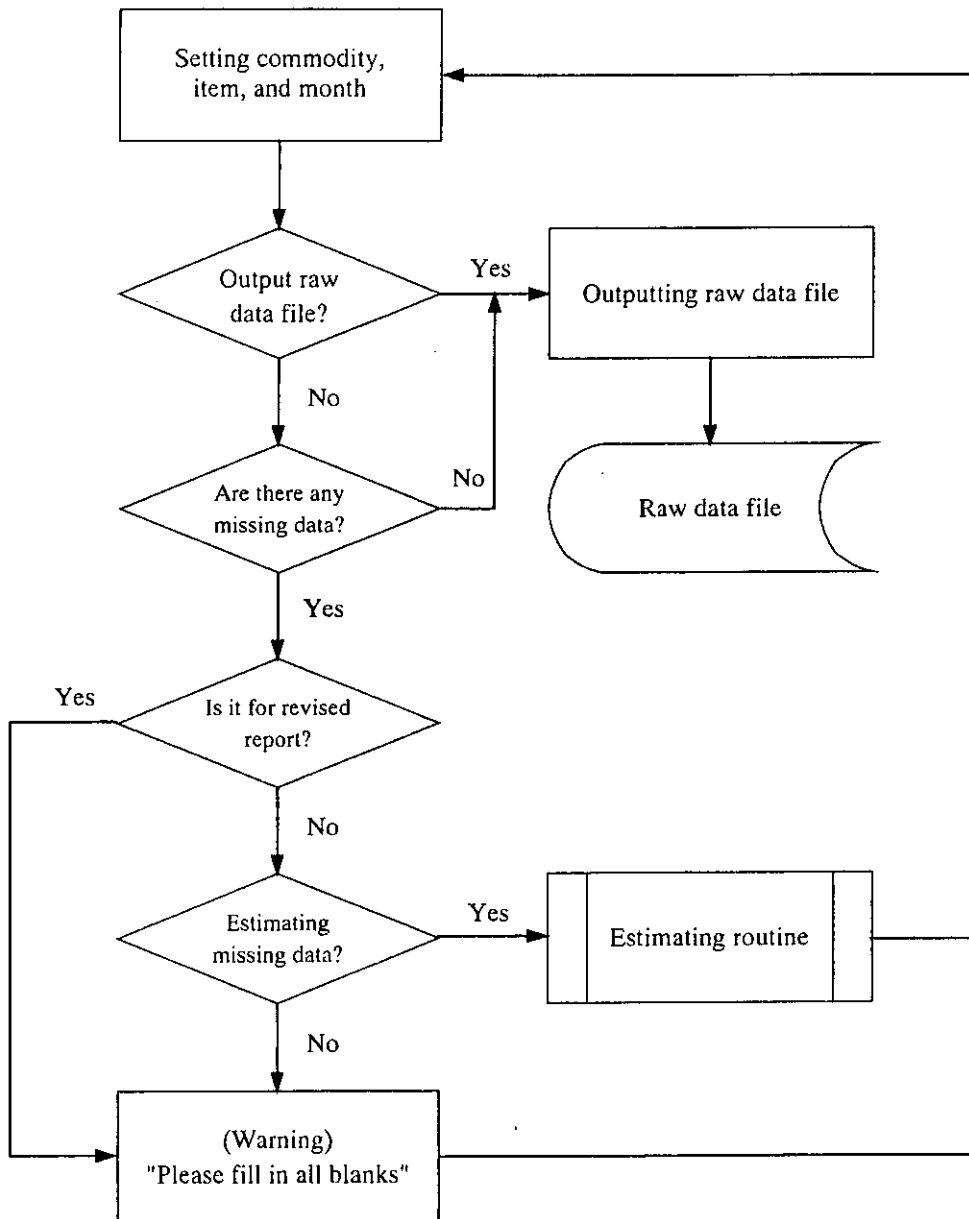 Setting commodity,
item, and month
Output raw
data file?
Yes
Outputting raw data file
No
Are there any
missing data?
No
Raw data file
Yes
Yes
Is it for revised
report?
No
Estimating
missing data?
Yes
Estimating routine
No
(Warning)
"Please fill in all blanks"